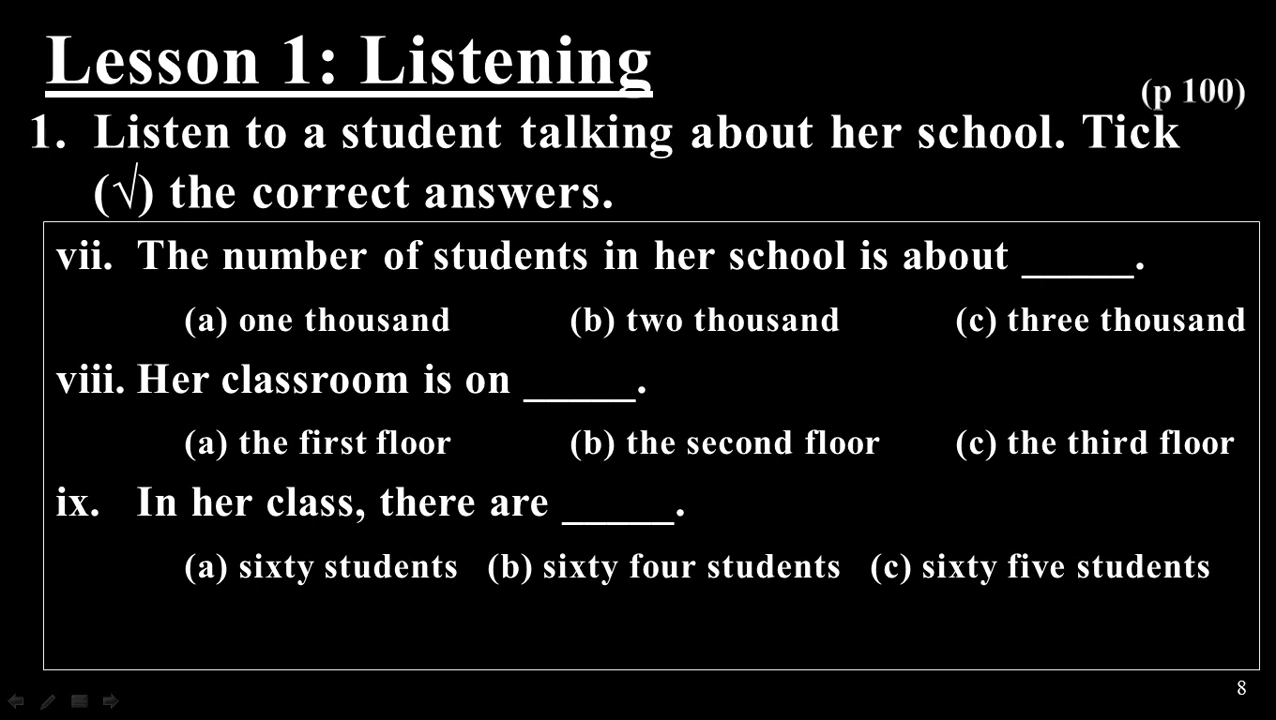 Lesson 1: Listening
(p 100)
1. Listen to a student talking about her school. Tick
(√) the correct answers.
vii. The number of students in her school is about _____.
(a) one thousand (b) two thousand (c) three thousand
viii. Her classroom is on _____.
(a) the first floor (b) the second floor (c) the third floor
ix. In her class, there are _____.
(a) sixty students (b) sixty four students (c) sixty five students
8